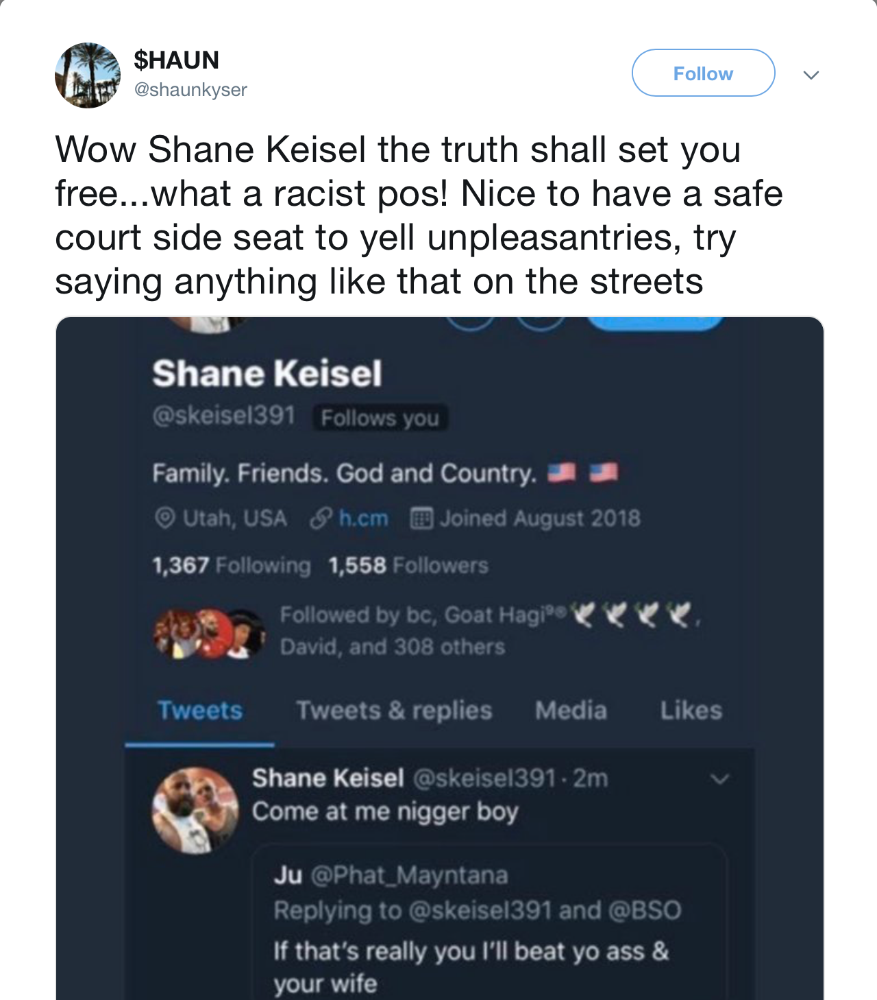 $HAUN
@shaunkyser
Follow
Wow Shane Keisel the truth shall set you
free...what a racist pos! Nice to have a safe
court side seat to yell unpleasantries, try
saying anything like that on the streets
Shane Keisel
@skeisel391 Follows you
Family. Friends. God and Country. 🇺🇸 🇺🇸
Utah, USA h.cm Joined August 2018
1,367 Following 1,558 Followers
Followed by bc, Goat Hagi⁹® 🕊🕊🕊🕊,
David, and 308 others
Tweets Tweets & replies Media Likes
Shane Keisel @skeisel391 · 2m
Come at me nigger boy
Ju @Phat_Mayntana
Replying to @skeisel391 and @BSO
If that's really you I'll beat yo ass &
your wife